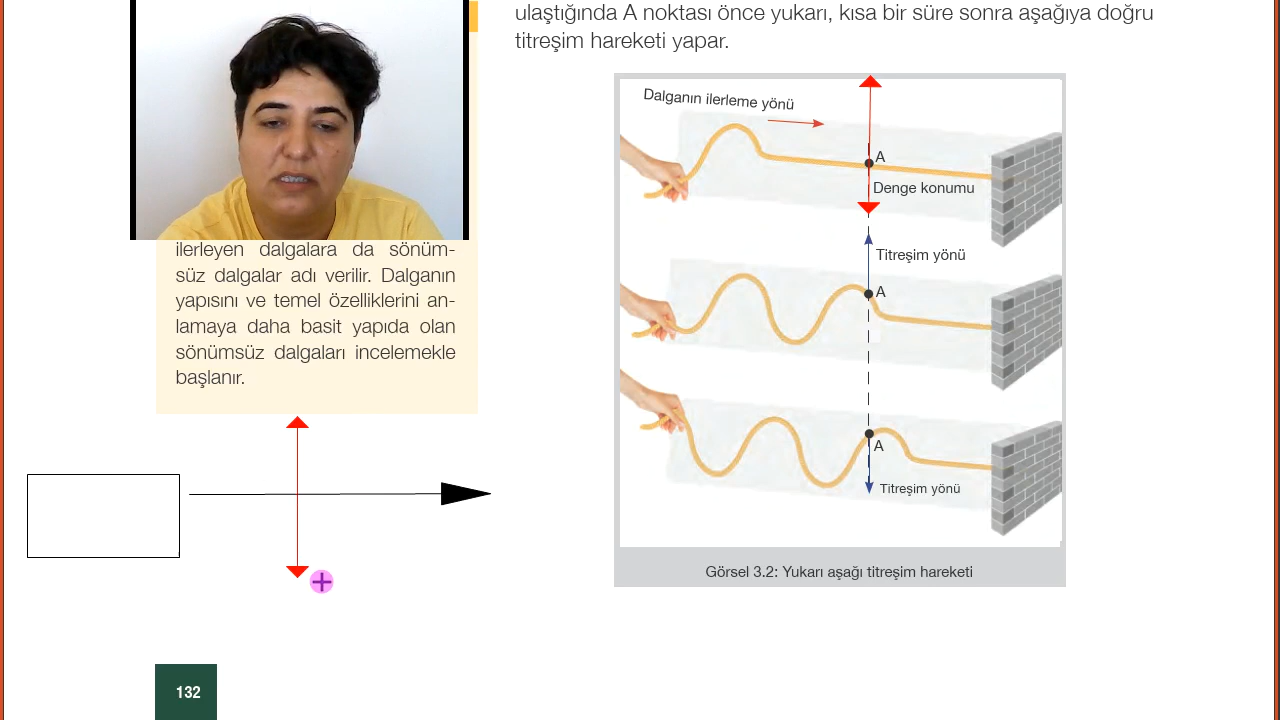 ulaştığında A noktası önce yukarı, kısa bir süre sonra aşağıya doğru
titreşim hareketi yapar.
Dalganın ilerleme yönü
A
Denge konumu
Titreşim yönü
A
A
Titreşim yönü
Görsel 3.2: Yukarı aşağı titreşim hareketi
ilerleyen dalgalara da sönüm-
süz dalgalar adı verilir. Dalganın
yapısını ve temel özelliklerini an-
lamaya daha basit yapıda olan
sönümsüz dalgaları incelemekle
başlanır.
132